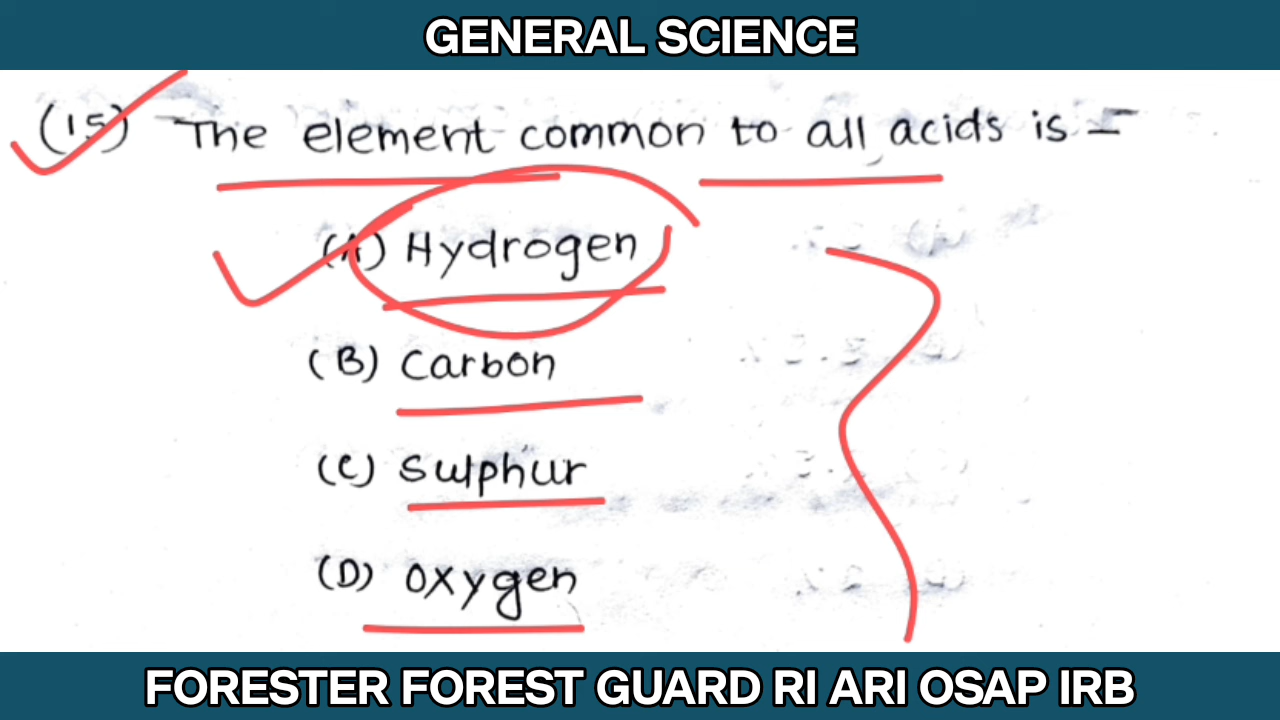 GENERAL SCIENCE
(15) The element common to all acids is -
(A) Hydrogen
(B) Carbon
(C) Sulphur
(D) Oxygen
FORESTER FOREST GUARD RI ARI OSAP IRB